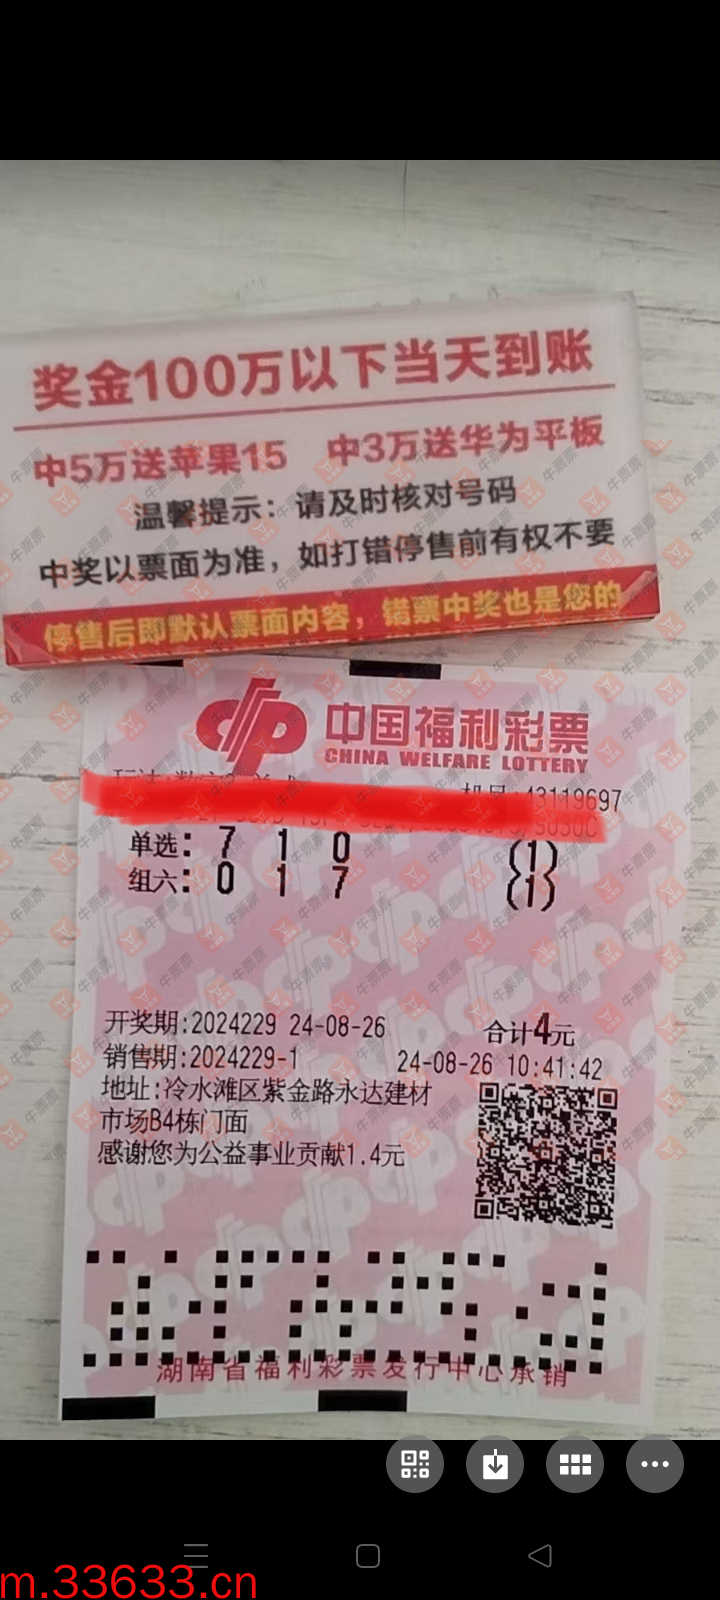 奖金100万以下当天到账
中5万送苹果15 中3万送华为平板
温馨提示：请及时核对号码
中奖以票面为准，如打错停售前有权不要
停售后即默认票面内容，错票中奖也是您的
中国福利彩票
CHINA WELFARE LOTTERY
机号:43119697
单选: 7 1 0 (1)
组六: 0 1 7 (1)
开奖期:2024229 24-08-26 合计4元
销售期:2024229-1 24-08-26 10:41:42
地址:冷水滩区紫金路永达建材
市场B4栋门面
感谢您为公益事业贡献1.4元
湖南省福利彩票发行中心承销
m.33633.cn